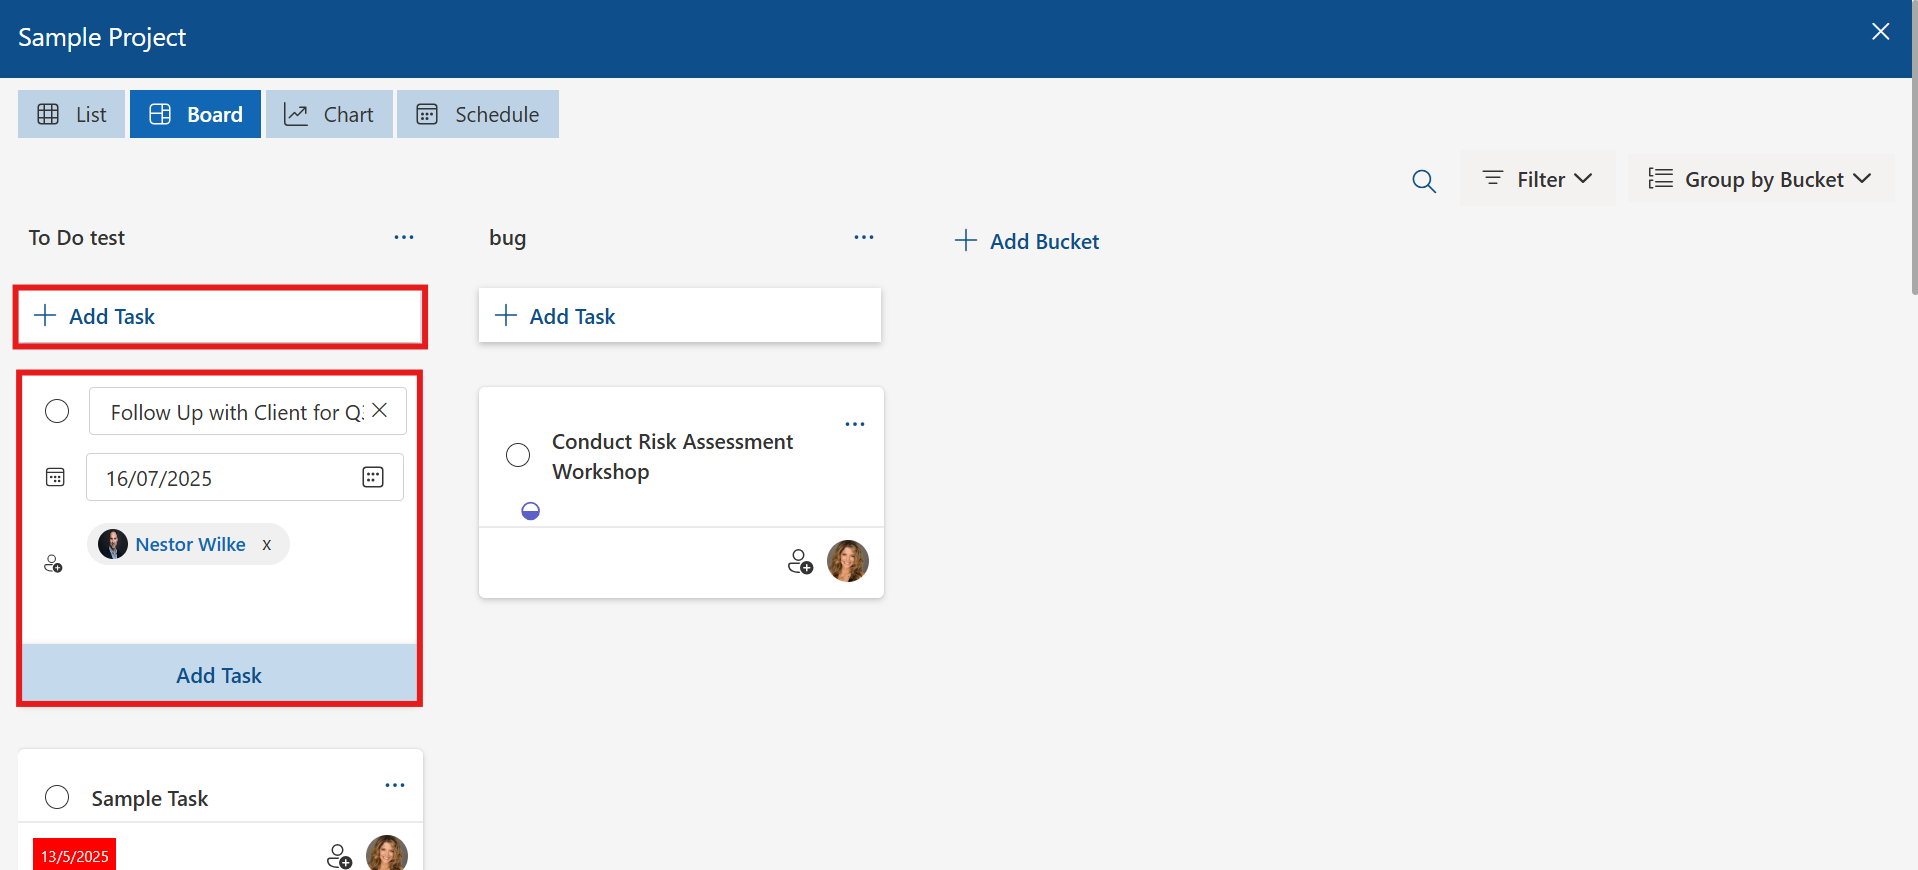 Sample Project
List
Board
Chart
Schedule
Filter
Group by Bucket
To Do test
bug
Add Bucket
Add Task
Add Task
Follow Up with Client for
16/07/2025
Nestor Wilke x
Add Task
Conduct Risk Assessment
Workshop
Sample Task
13/5/2025